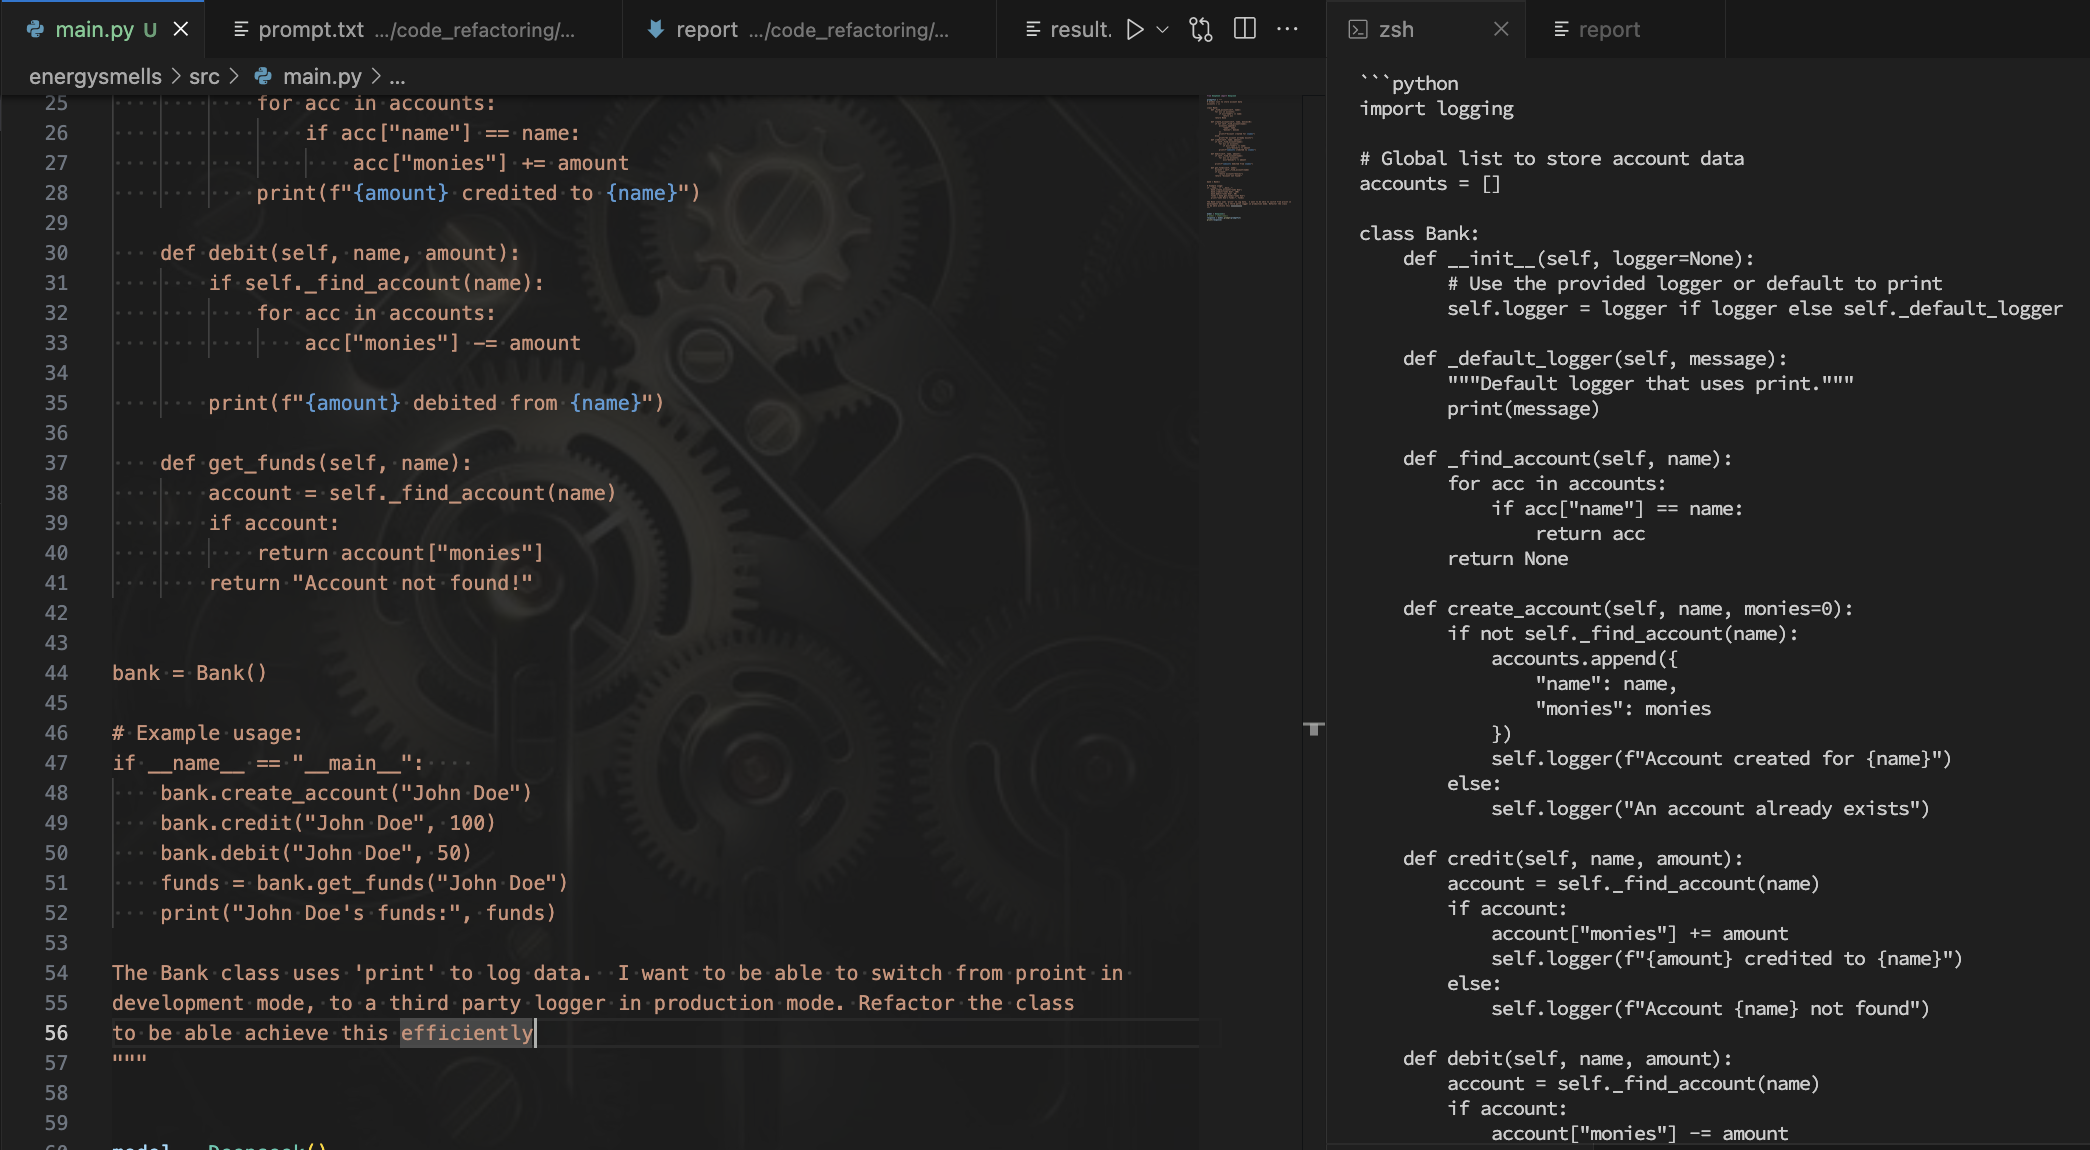 main.py U
prompt.txt .../code_refactoring/...
report .../code_refactoring/...
result.
energysmells > src > main.py > ...
25 for acc in accounts:
26 if acc["name"] == name:
27 acc["monies"] += amount
28 print(f"{amount} credited to {name}")
29
30 def debit(self, name, amount):
31 if self._find_account(name):
32 for acc in accounts:
33 acc["monies"] -= amount
34
35 print(f"{amount} debited from {name}")
36
37 def get_funds(self, name):
38 account = self._find_account(name)
39 if account:
40 return account["monies"]
41 return "Account not found!"
42
43
44 bank = Bank()
45
46 # Example usage:
47 if __name__ == "__main__":
48 bank.create_account("John Doe")
49 bank.credit("John Doe", 100)
50 bank.debit("John Doe", 50)
51 funds = bank.get_funds("John Doe")
52 print("John Doe's funds:", funds)
53
54 The Bank class uses 'print' to log data.  I want to be able to switch from proint in
55 development mode, to a third party logger in production mode. Refactor the class
56 to be able achieve this efficiently
57 """
58
59
zsh
report
```python
import logging
# Global list to store account data
accounts = []
class Bank:
def __init__(self, logger=None):
# Use the provided logger or default to print
self.logger = logger if logger else self._default_logger
def _default_logger(self, message):
"""Default logger that uses print."""
print(message)
def _find_account(self, name):
for acc in accounts:
if acc["name"] == name:
return acc
return None
def create_account(self, name, monies=0):
if not self._find_account(name):
accounts.append({
"name": name,
"monies": monies
})
self.logger(f"Account created for {name}")
else:
self.logger("An account already exists")
def credit(self, name, amount):
account = self._find_account(name)
if account:
account["monies"] += amount
self.logger(f"{amount} credited to {name}")
else:
self.logger(f"Account {name} not found")
def debit(self, name, amount):
account = self._find_account(name)
if account:
account["monies"] -= amount